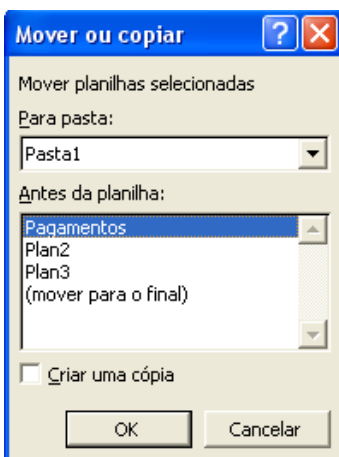 Mover ou copiar
Mover planilhas selecionadas
Para pasta:
Pasta1
Antes da planilha:
Pagamentos
Plan2
Plan3
(mover para o final)
Criar uma cópia
OK Cancelar